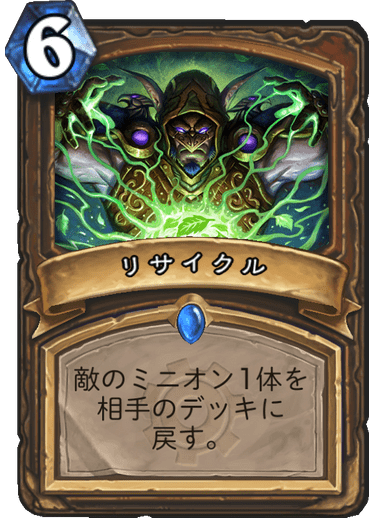 6
リサイクル
敵のミニオン1体を
相手のデッキに
戻す。